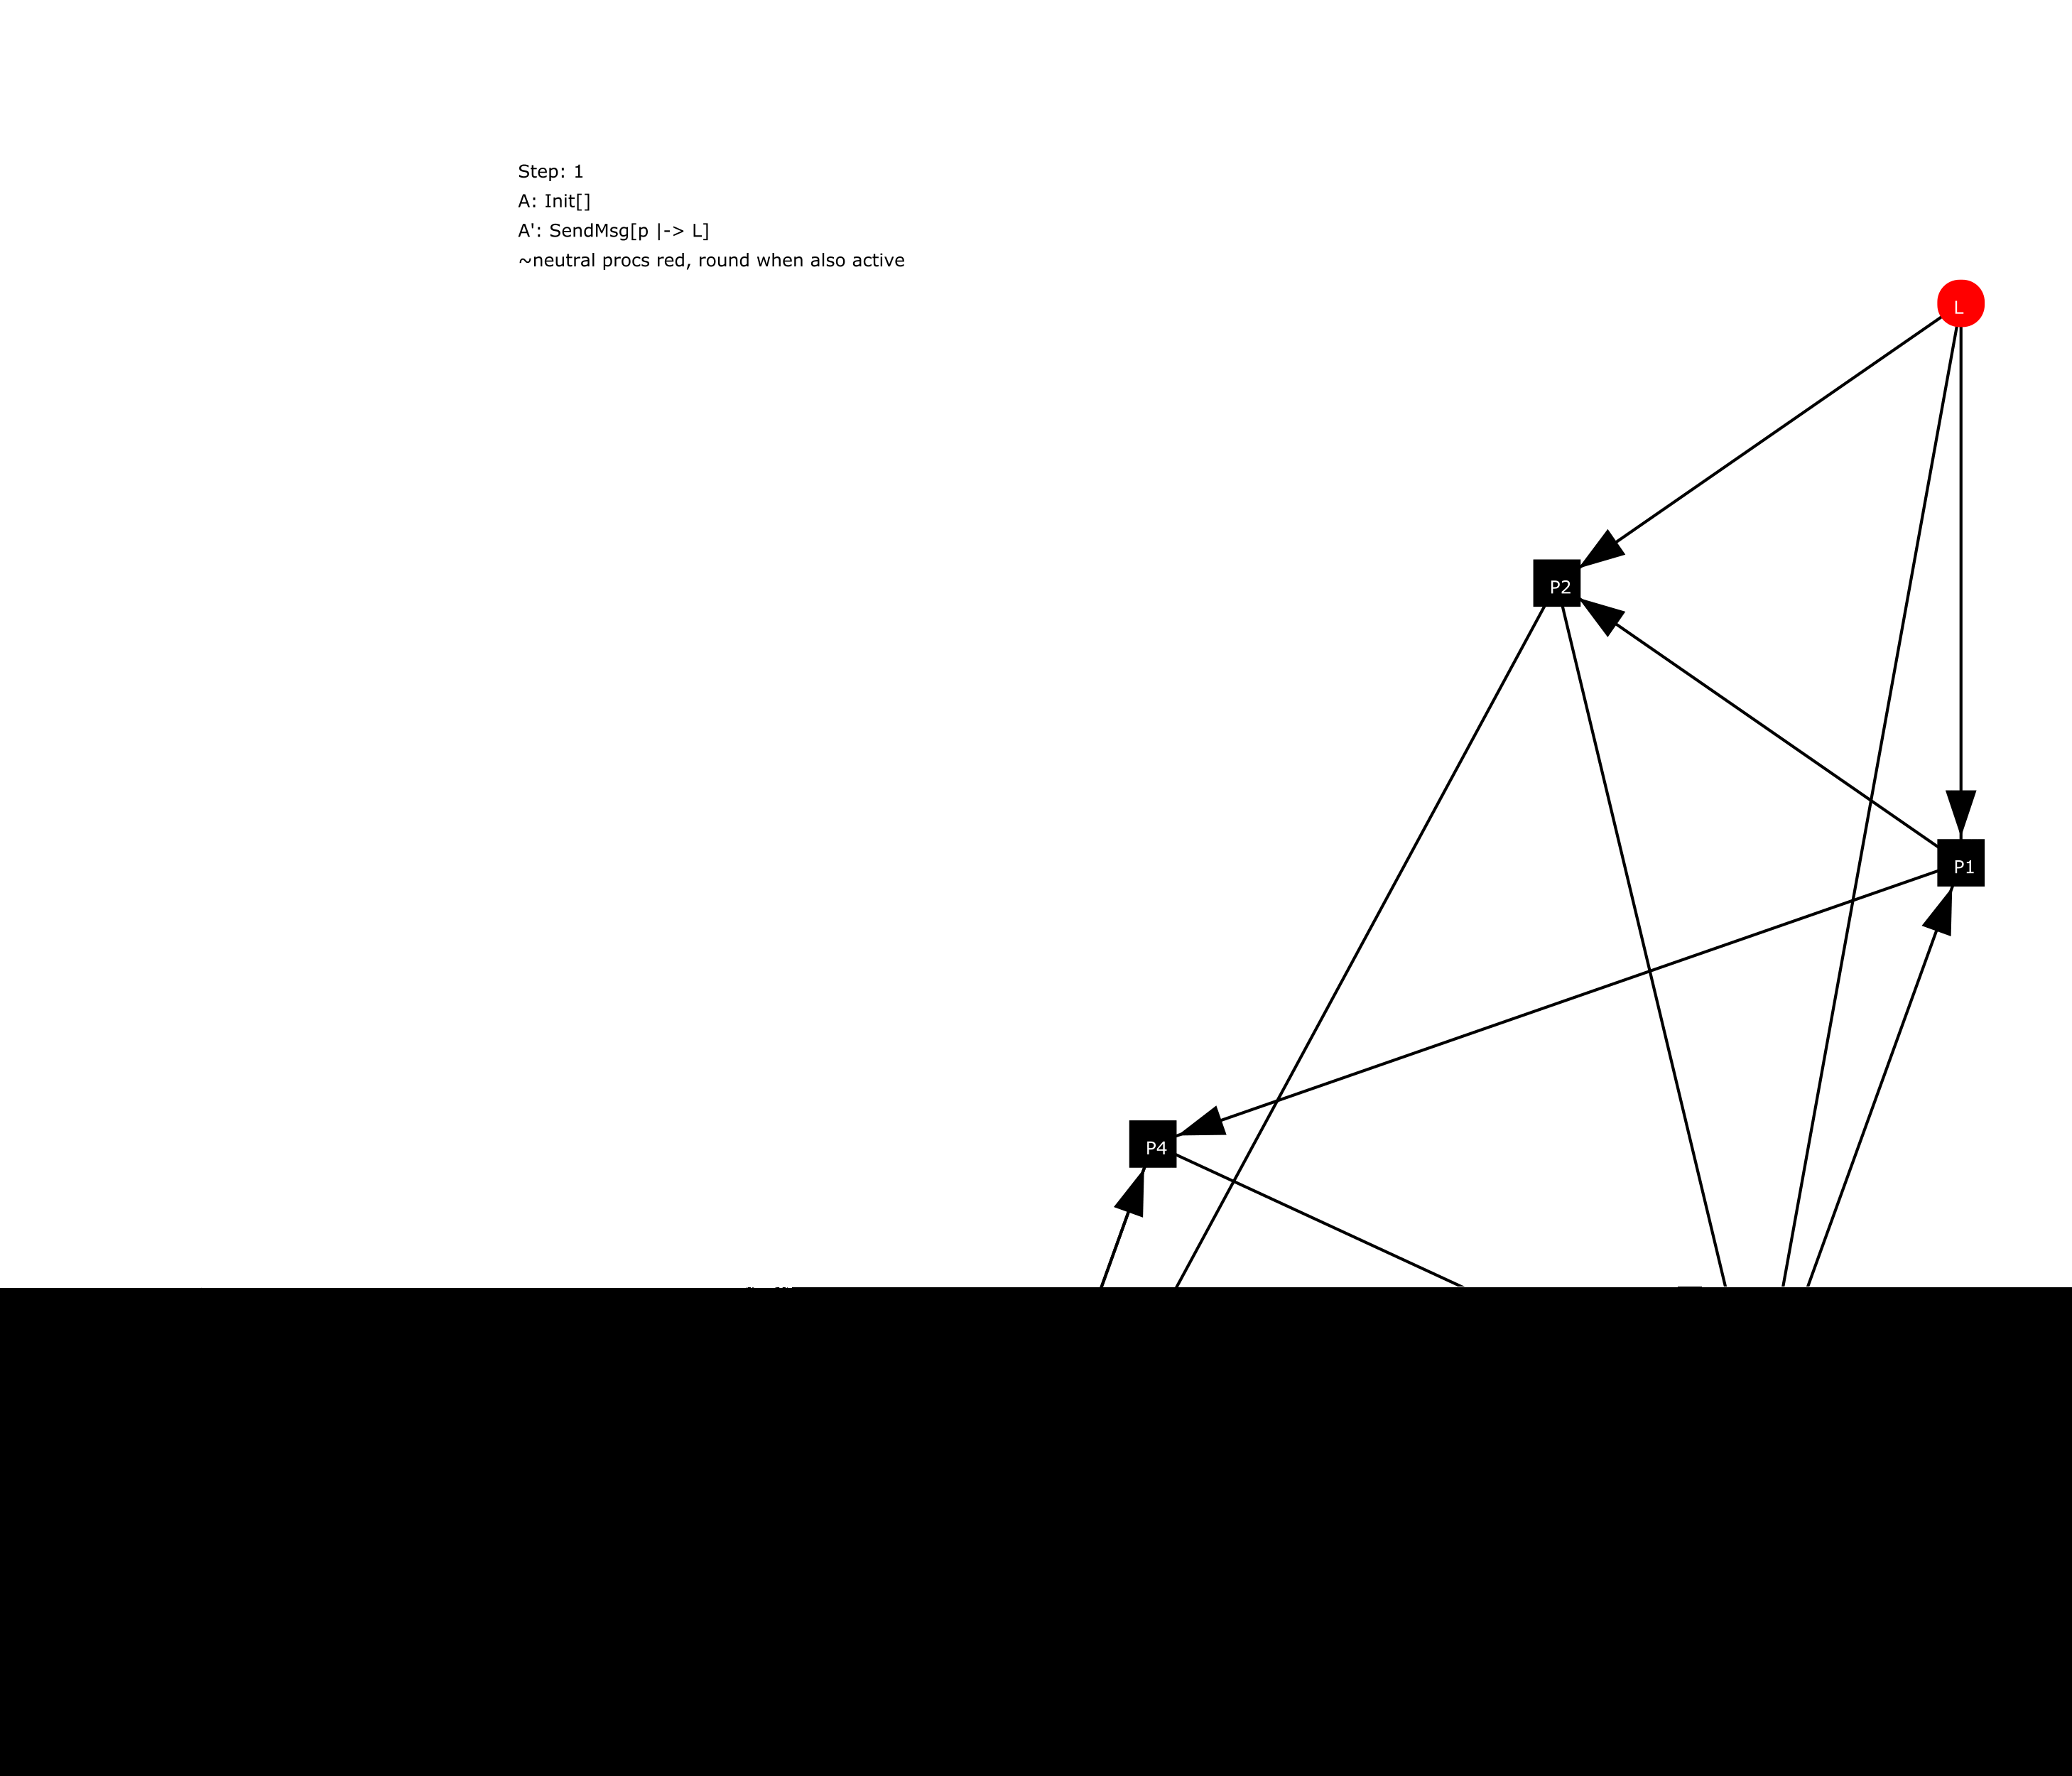 Step: 1
A: Init[]
A': SendMsg[p |-> L]
~neutral procs red, round when also active
L
P2
P1
P4